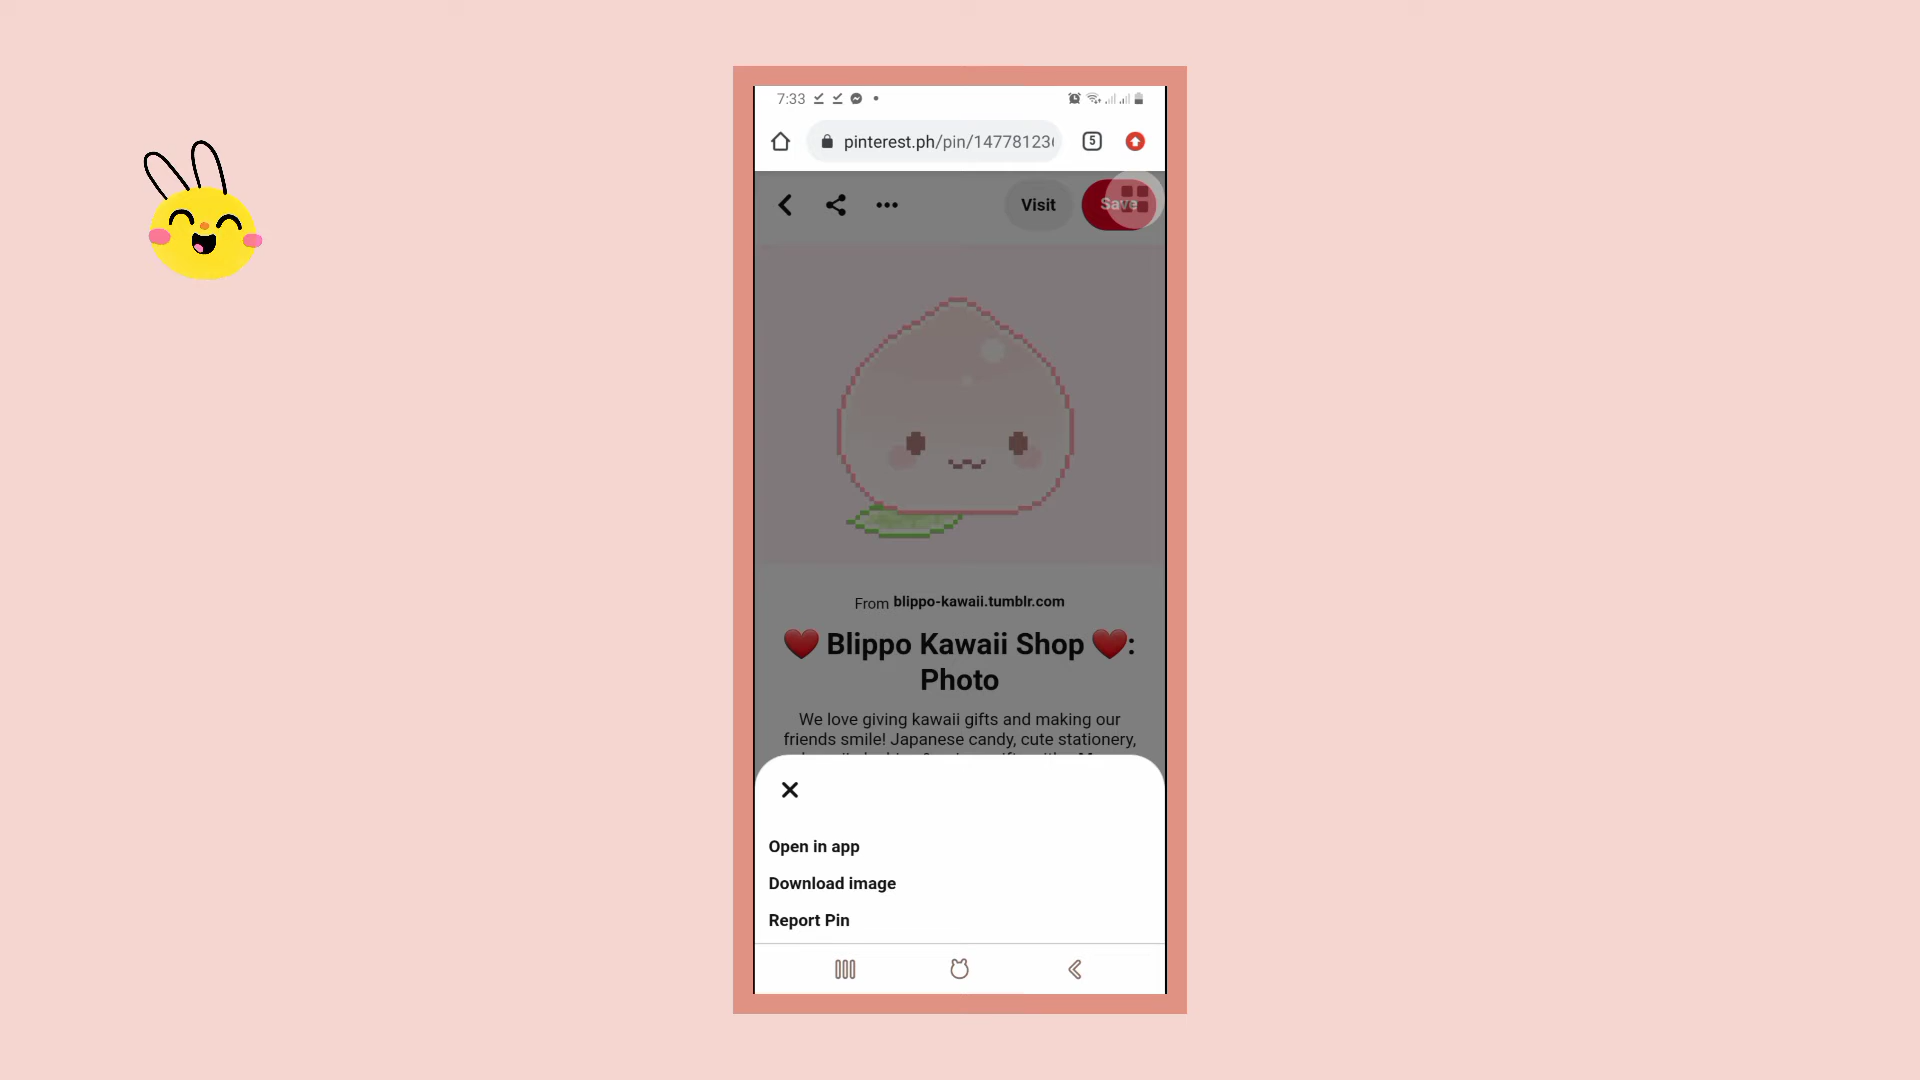 7:33
pinterest.ph/pin/147781236
5
Visit
Save
From blippo-kawaii.tumblr.com
❤️ Blippo Kawaii Shop ❤️:
Photo
We love giving kawaii gifts and making our
friends smile! Japanese candy, cute stationery,
Open in app
Download image
Report Pin